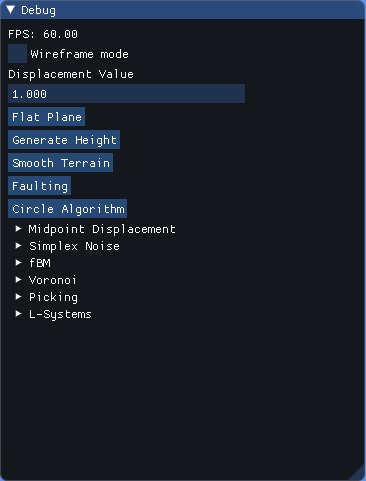 Debug
FPS: 60.00
Wireframe mode
Displacement Value
1.000
Flat Plane
Generate Height
Smooth Terrain
Faulting
Circle Algorithm
Midpoint Displacement
Simplex Noise
fBM
Voronoi
Picking
L-Systems